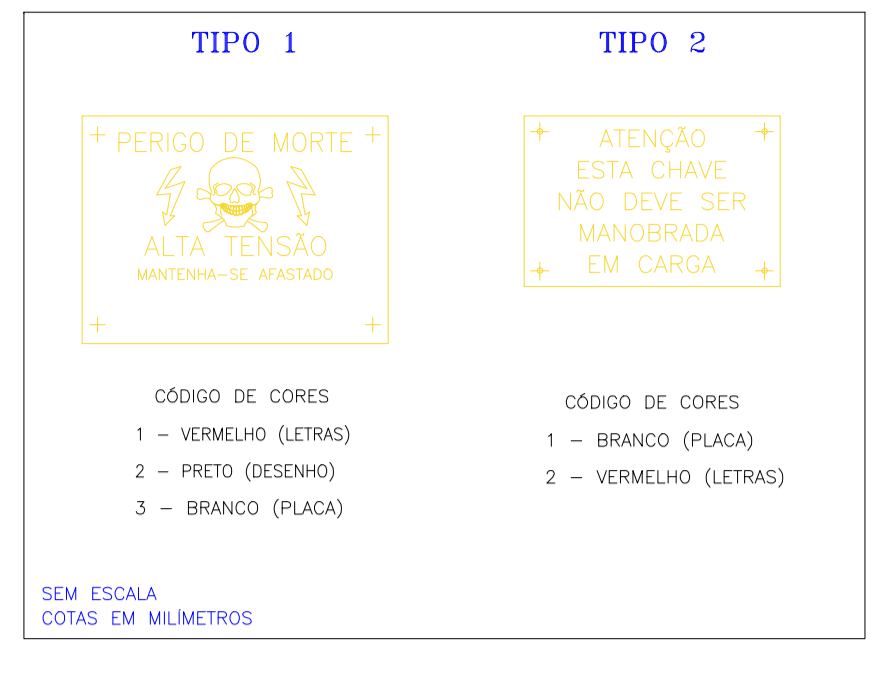 TIPO 1
PERIGO DE MORTE
ALTA TENSÃO
MANTENHA-SE AFASTADO
CÓDIGO DE CORES
1 - VERMELHO (LETRAS)
2 - PRETO (DESENHO)
3 - BRANCO (PLACA)
TIPO 2
ATENÇÃO
ESTA CHAVE
NÃO DEVE SER
MANOBRADA
EM CARGA
CÓDIGO DE CORES
1 - BRANCO (PLACA)
2 - VERMELHO (LETRAS)
SEM ESCALA
COTAS EM MILÍMETROS